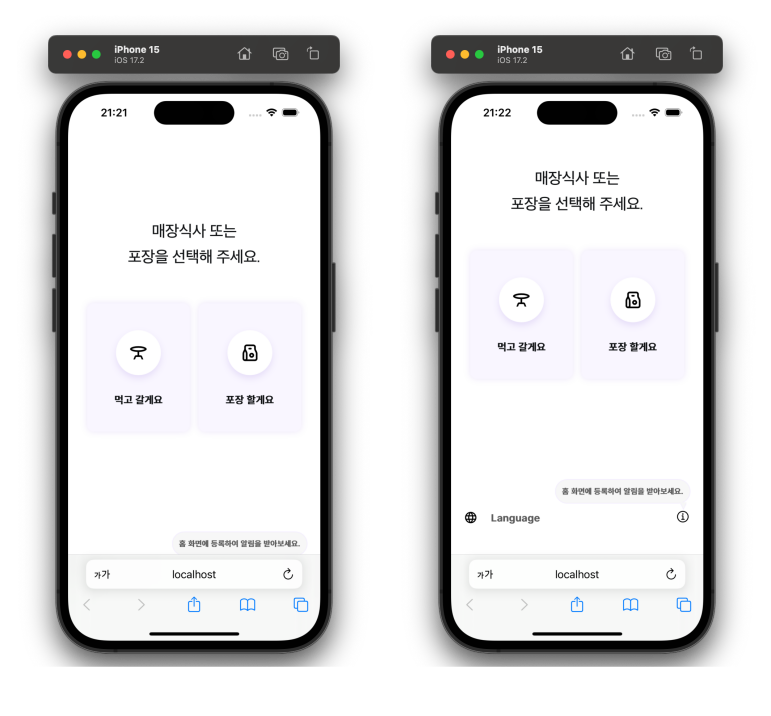 iPhone 15
iOS 17.2
21:21
매장식사 또는
포장을 선택해 주세요.
먹고 갈게요
포장 할게요
홈 화면에 등록하여 알림을 받아보세요.
가가
localhost
iPhone 15
iOS 17.2
21:22
매장식사 또는
포장을 선택해 주세요.
먹고 갈게요
포장 할게요
홈 화면에 등록하여 알림을 받아보세요.
Language
가가
localhost